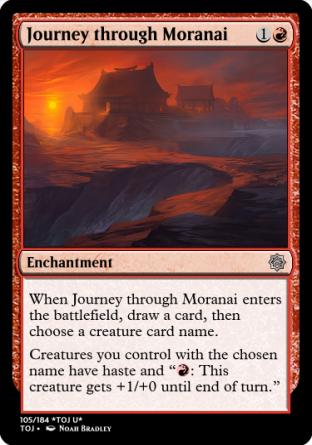 Journey through Moranai 1
Enchantment
When Journey through Moranai enters
the battlefield, draw a card, then
choose a creature card name.
Creatures you control with the chosen
name have haste and “: This
creature gets +1/+0 until end of turn.”
105/184 *TOJ U*
TOJ • Noah Bradley